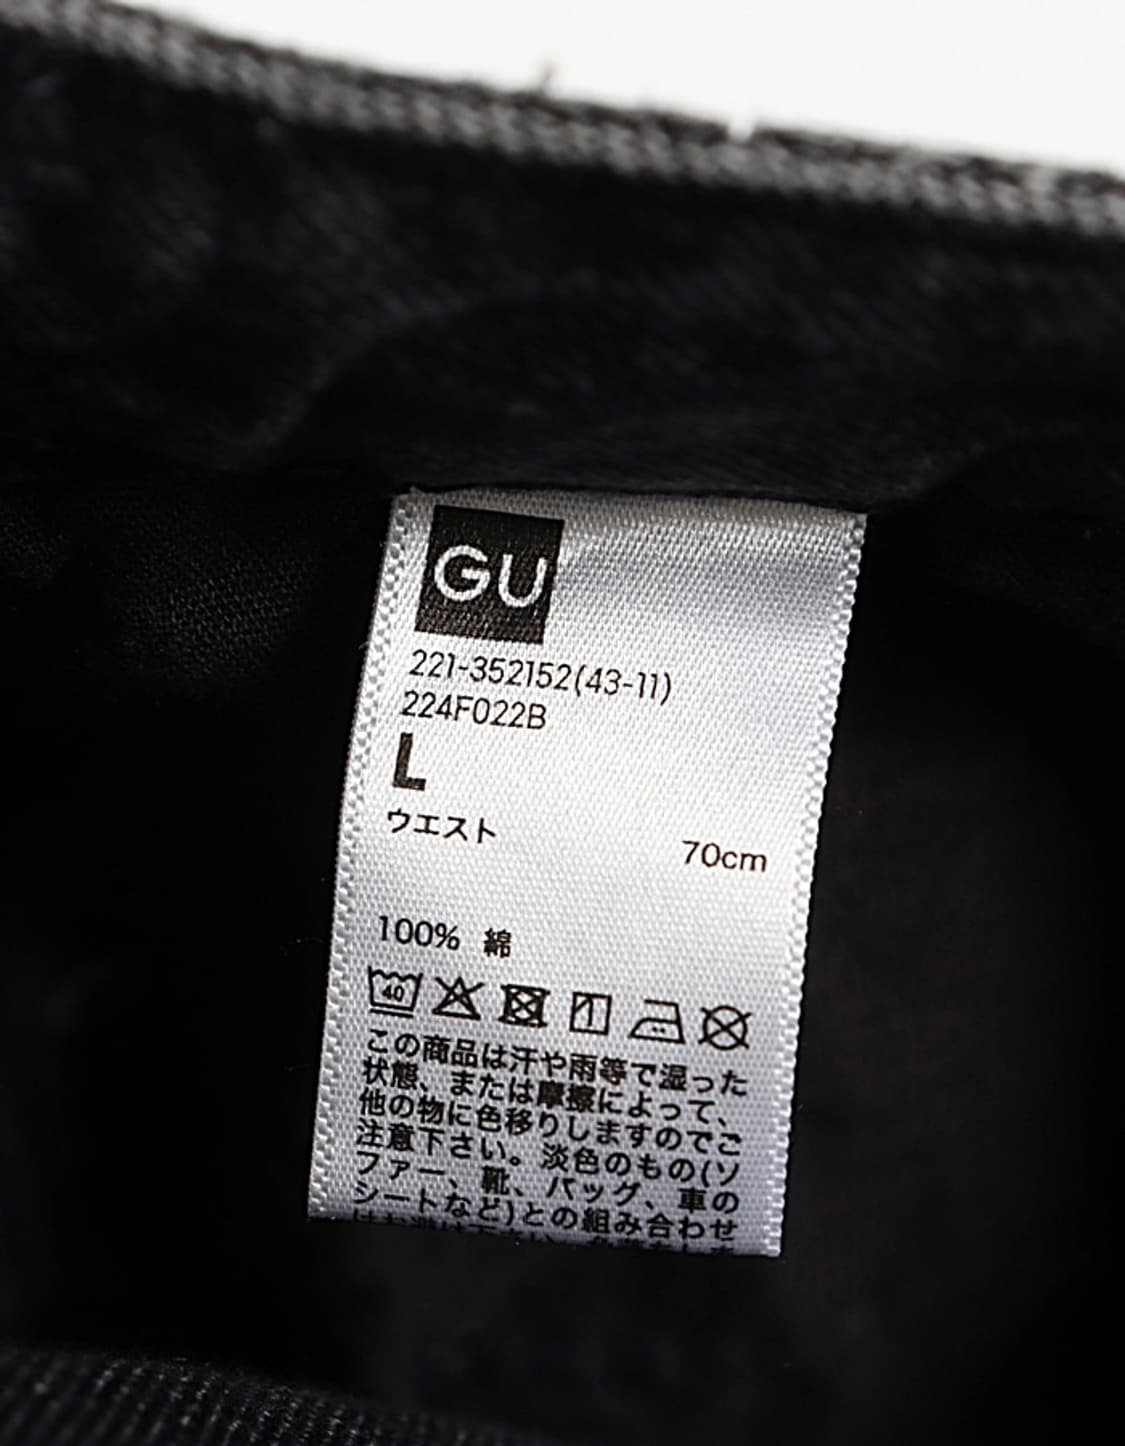 GU
221-352152(43-11)
224F022B
L
ウエスト 70cm
100% 綿
40
この商品は汗や雨等で湿った
状態、または摩擦によって、
他の物に色移りしますのでご
注意下さい。淡色のもの(ソ
ファー、靴、バッグ、車の
シートなど)との組み合わせ